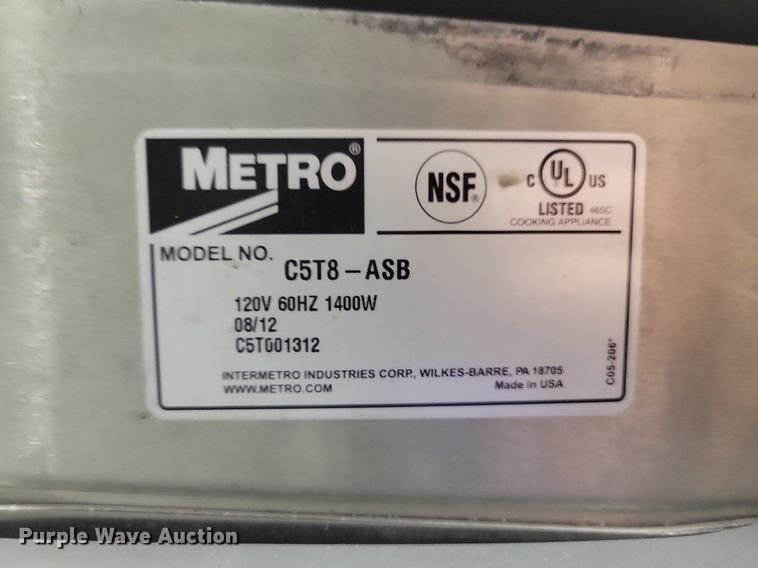 METRO®
NSF®
C UL US
LISTED 465C
COOKING APPLIANCE
MODEL NO. C5T8-ASB
120V 60HZ 1400W
08/12
C5T001312
INTERMETRO INDUSTRIES CORP., WILKES-BARRE, PA 18705
WWW.METRO.COM Made in USA
C05-206*
Purple Wave Auction